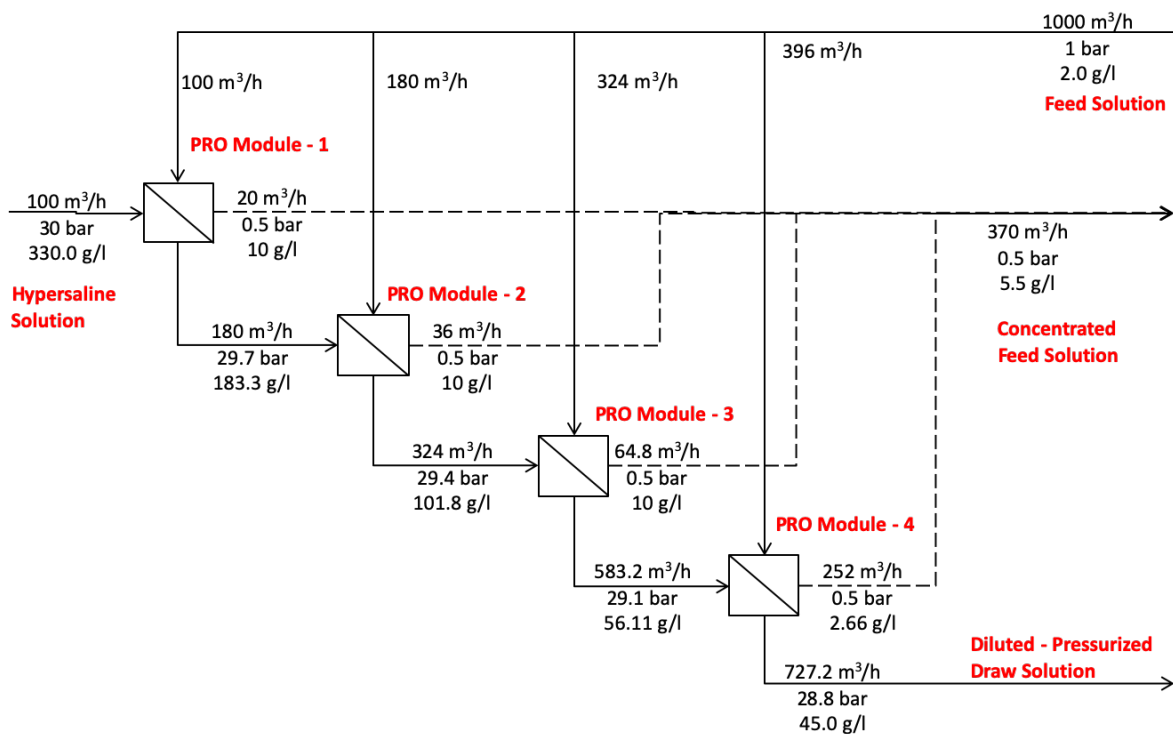 1000 m³/h
1 bar
2.0 g/l
Feed Solution
396 m³/h
324 m³/h
180 m³/h
100 m³/h
PRO Module - 1
100 m³/h
30 bar
330.0 g/l
Hypersaline
Solution
20 m³/h
0.5 bar
10 g/l
370 m³/h
0.5 bar
5.5 g/l
Concentrated
Feed Solution
PRO Module - 2
180 m³/h
29.7 bar
183.3 g/l
36 m³/h
0.5 bar
10 g/l
PRO Module - 3
324 m³/h
29.4 bar
101.8 g/l
64.8 m³/h
0.5 bar
10 g/l
PRO Module - 4
583.2 m³/h
29.1 bar
56.11 g/l
252 m³/h
0.5 bar
2.66 g/l
Diluted - Pressurized
Draw Solution
727.2 m³/h
28.8 bar
45.0 g/l